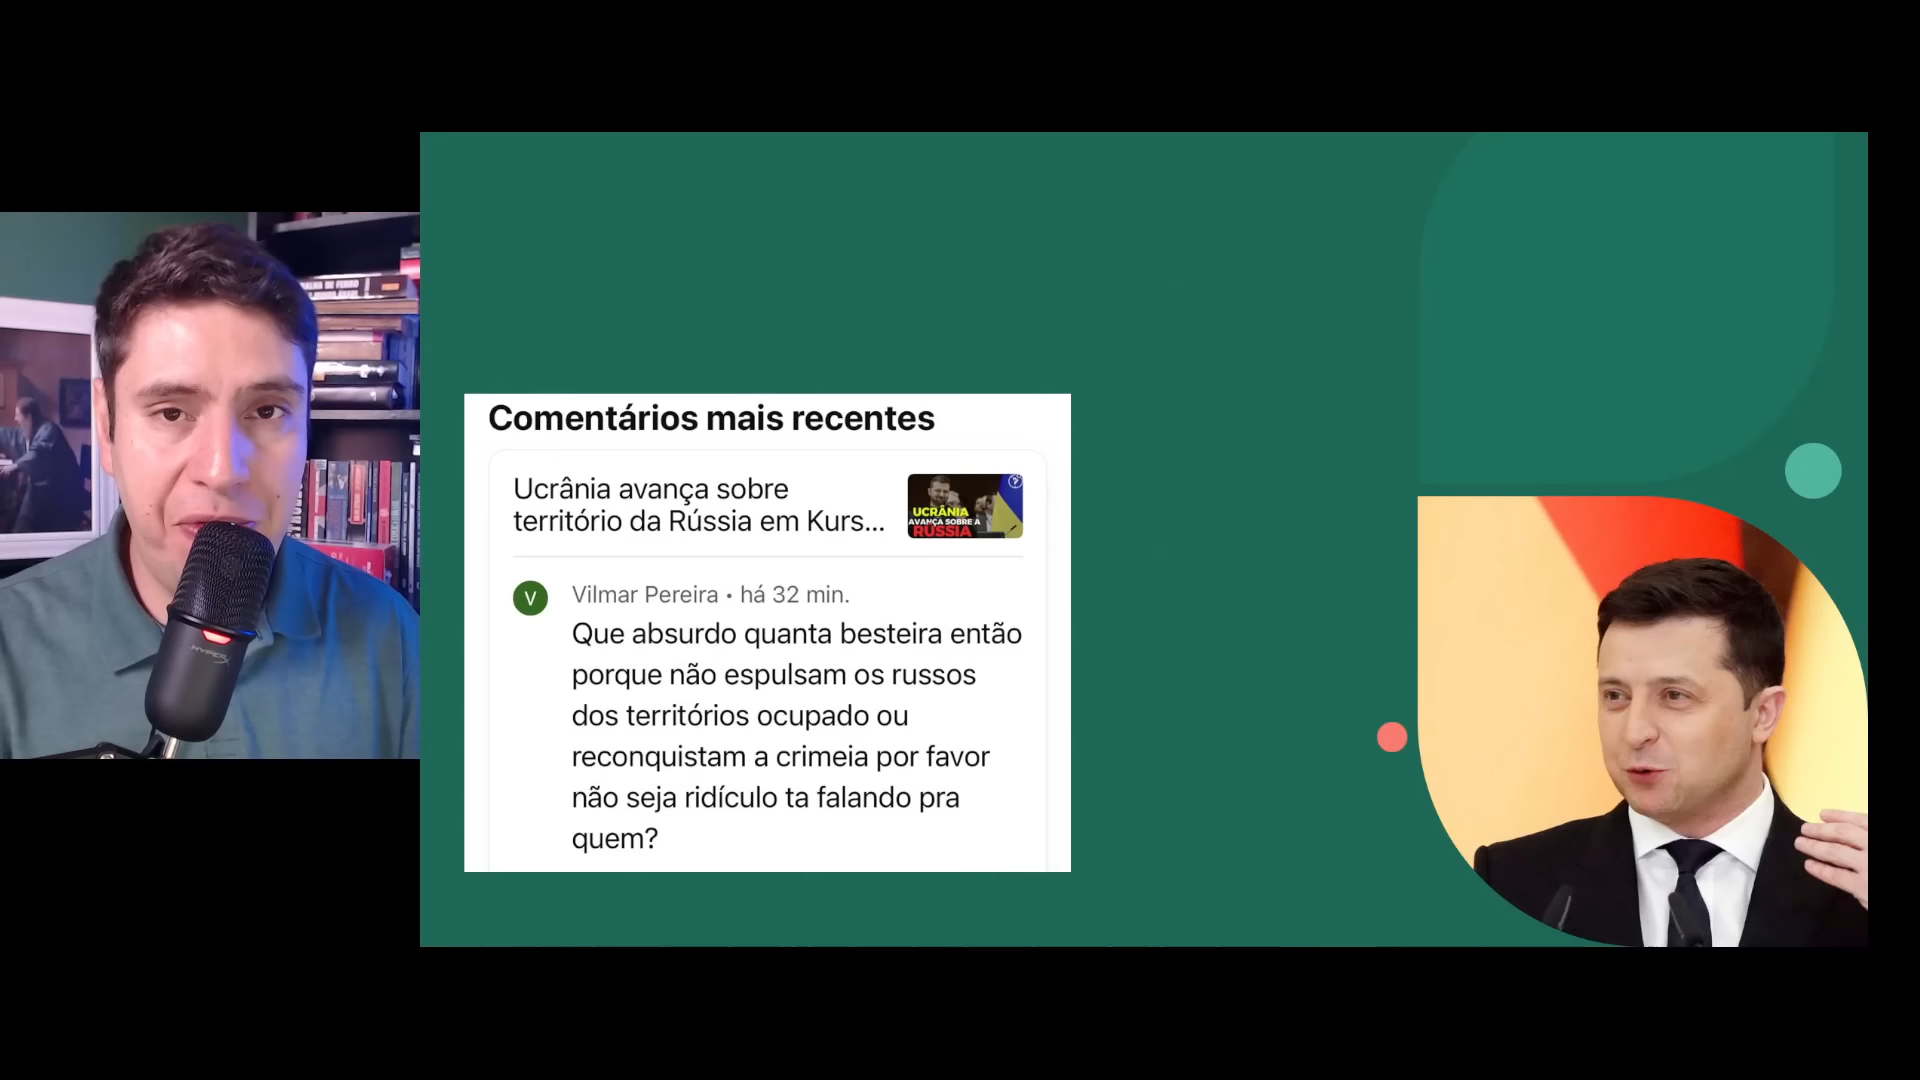 Comentários mais recentes
Ucrânia avança sobre
território da Rússia em Kurs...
UCRÂNIA
AVANÇA SOBRE A
RÚSSIA
V
Vilmar Pereira • há 32 min.
Que absurdo quanta besteira então
porque não espulsam os russos
dos territórios ocupado ou
reconquistam a crimeia por favor
não seja ridículo ta falando pra
quem?
HYPERX